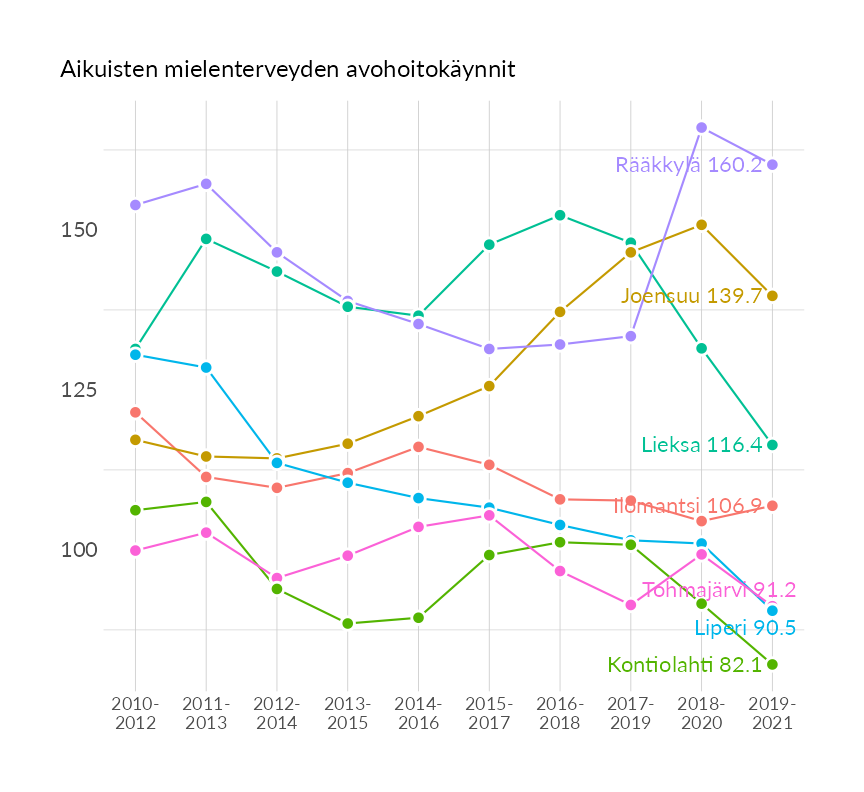 Aikuisten mielenterveyden avohoitokäynnit
Rääkkylä 160.2
150
Joensuu 139.7
125
Lieksa 116.4
Ilomantsi 106.9
100
Tohmajärvi 91.2
Liperi 90.5
Kontiolahti 82.1
2010- 2011- 2012- 2013- 2014- 2015- 2016- 2017- 2018- 2019-
2012 2013 2014 2015 2016 2017 2018 2019 2020 2021